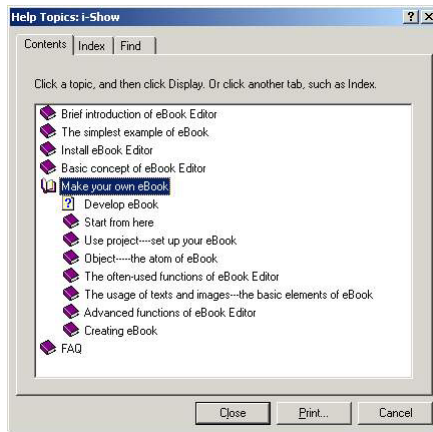 Help Topics: i-Show
Contents Index Find
Click a topic, and then click Display. Or click another tab, such as Index.
Brief introduction of eBook Editor
The simplest example of eBook
Install eBook Editor
Basic concept of eBook Editor
Make your own eBook
Develop eBook
Start from here
Use project----set up your eBook
Object-----the atom of eBook
The often-used functions of eBook Editor
The usage of texts and images---the basic elements of eBook
Advanced functions of eBook Editor
Creating eBook
FAQ
Close Print... Cancel